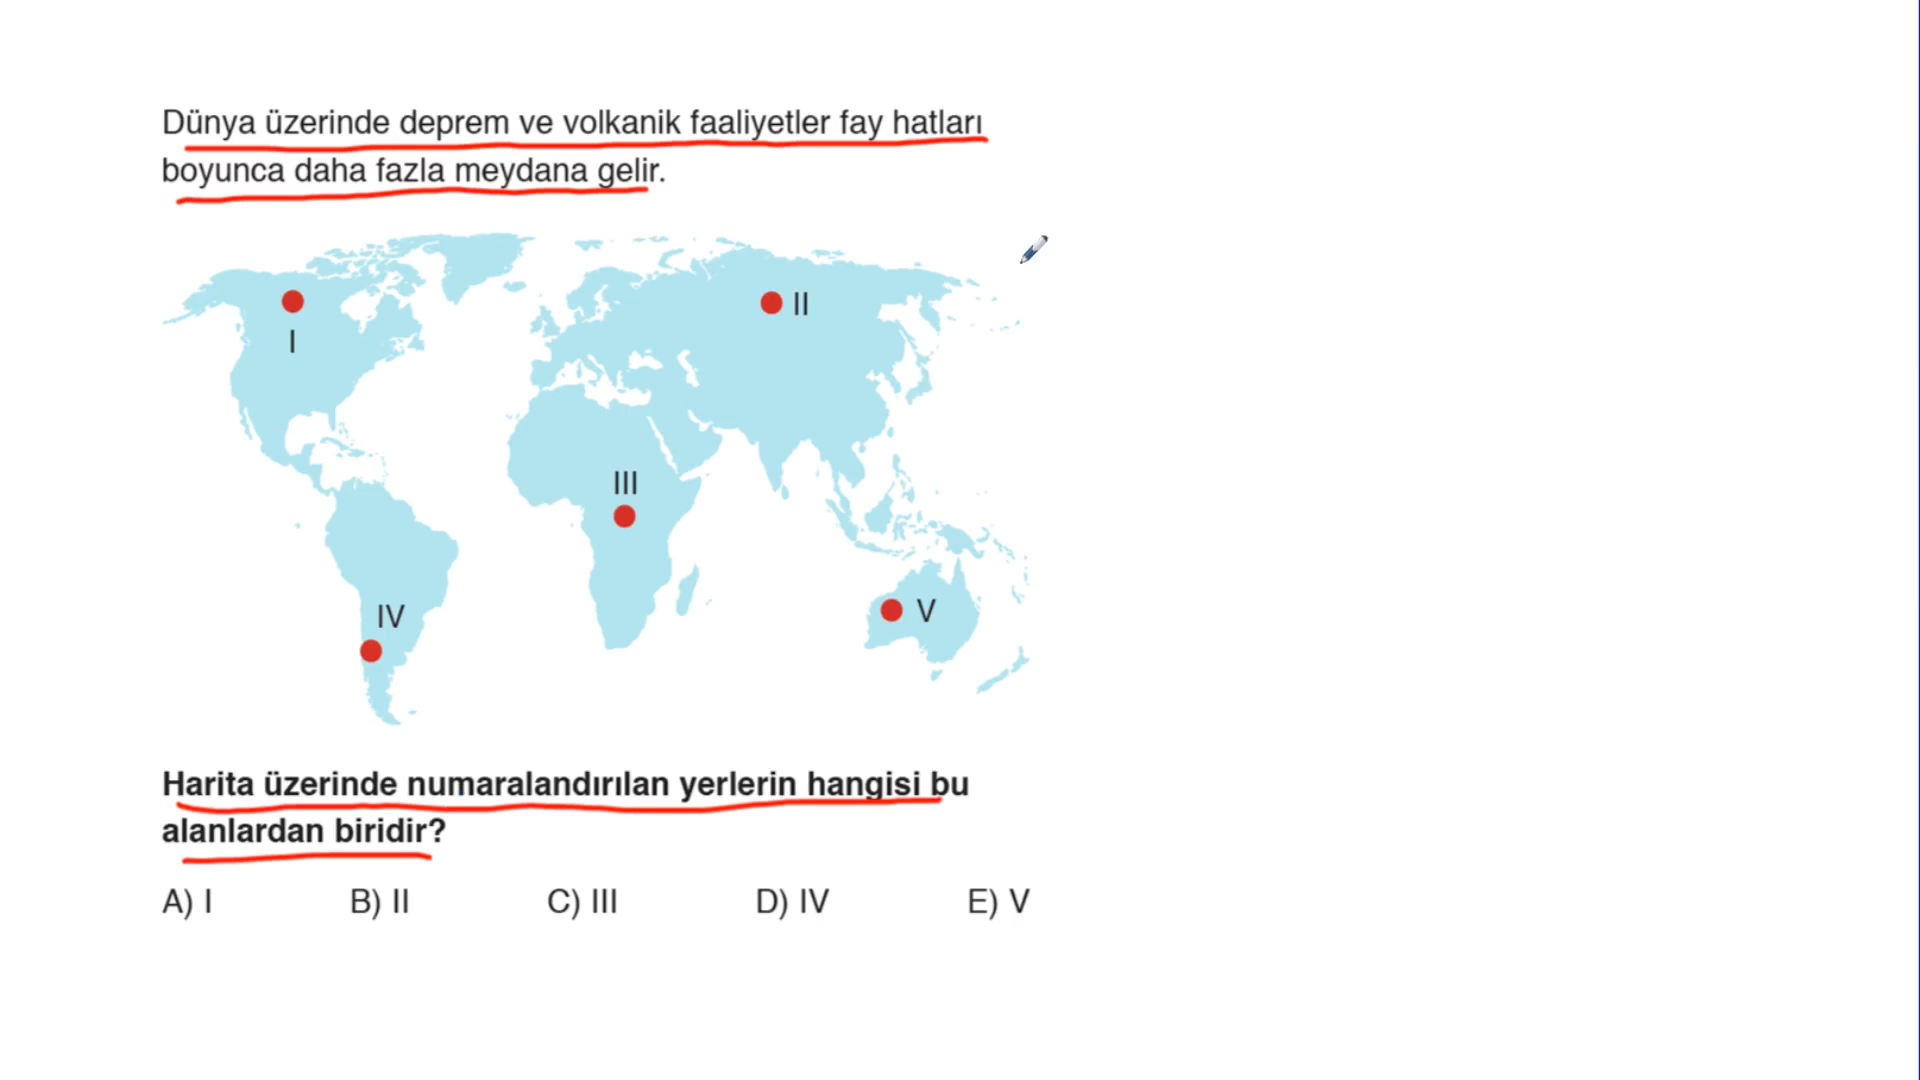 Dünya üzerinde deprem ve volkanik faaliyetler fay hatları
boyunca daha fazla meydana gelir.
I
II
III
IV
V
Harita üzerinde numaralandırılan yerlerin hangisi bu
alanlardan biridir?
A) I B) II C) III D) IV E) V